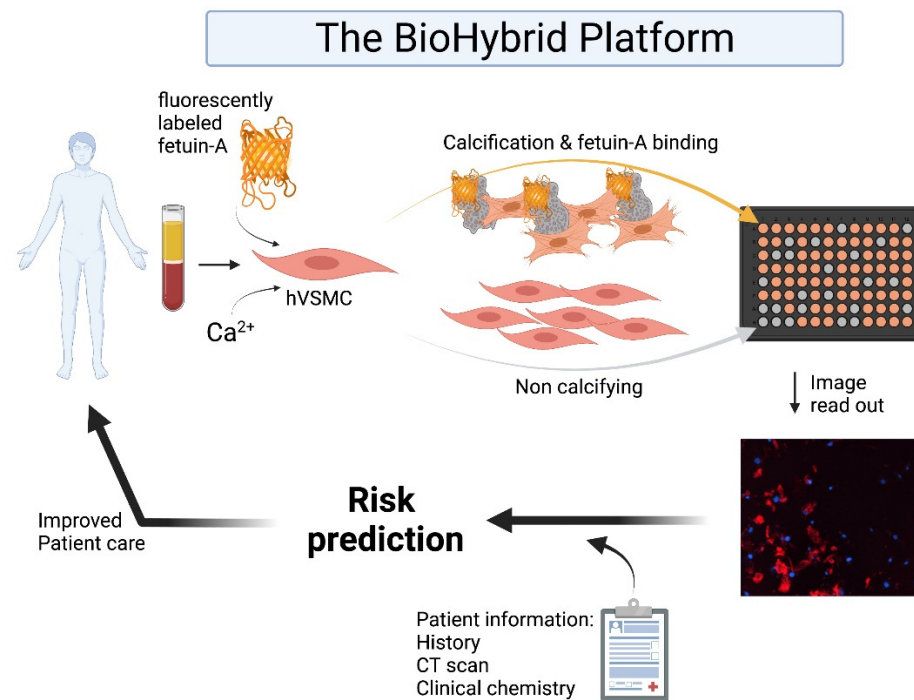 The BioHybrid Platform
fluorescently
labeled
fetuin-A
Calcification & fetuin-A binding
hVSMC
Ca²⁺
Non calcifying
Image
read out
Improved
Patient care
Risk
prediction
Patient information:
History
CT scan
Clinical chemistry